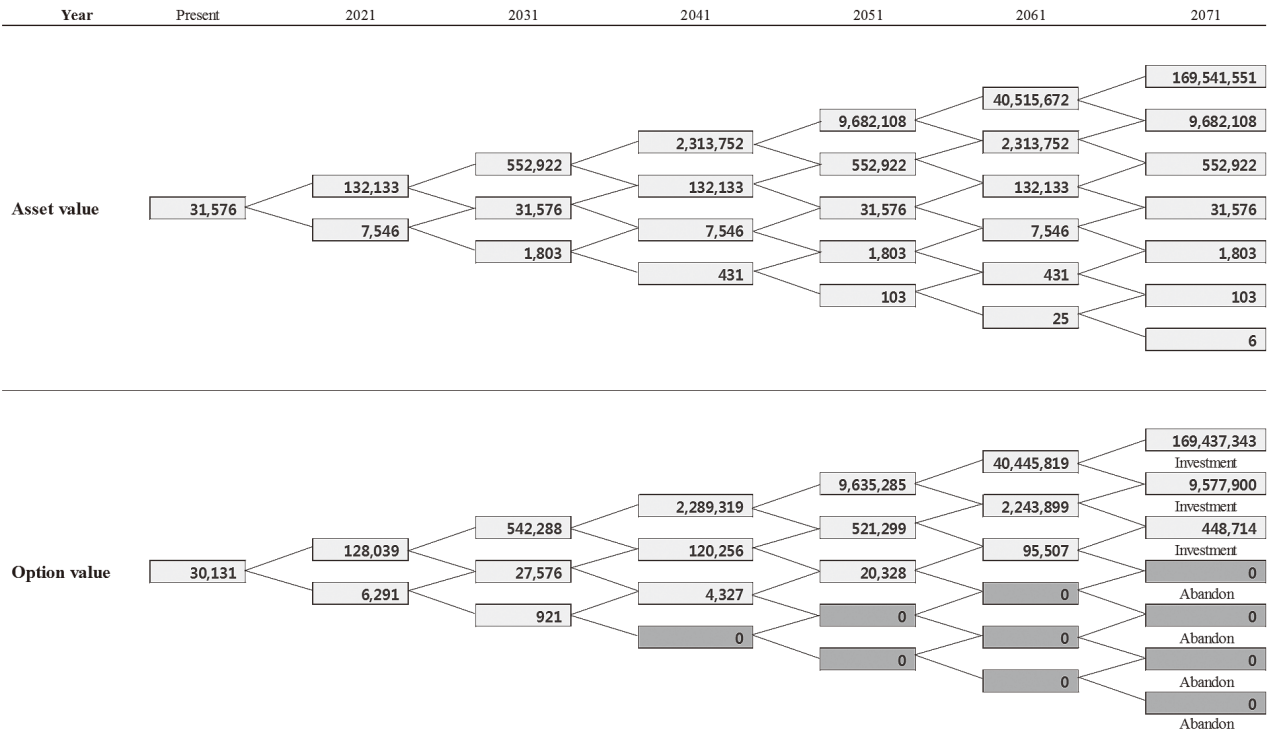 Year Present 2021 2031 2041 2051 2061 2071
169,541,551
40,515,672
9,682,108 9,682,108
2,313,752 2,313,752
552,922 552,922 552,922
132,133 132,133 132,133
Asset value 31,576 31,576 31,576 31,576
7,546 7,546 7,546
1,803 1,803 1,803
431 431
103 103
25
6
169,437,343
40,445,819 Investment
9,635,285 9,577,900
2,289,319 2,243,899 Investment
542,288 521,299 448,714
128,039 120,256 95,507 Investment
Option value 30,131 27,576 20,328 0
6,291 4,327 0 Abandon
921 0 0
0 0 Abandon
0 0
0 Abandon
0
Abandon